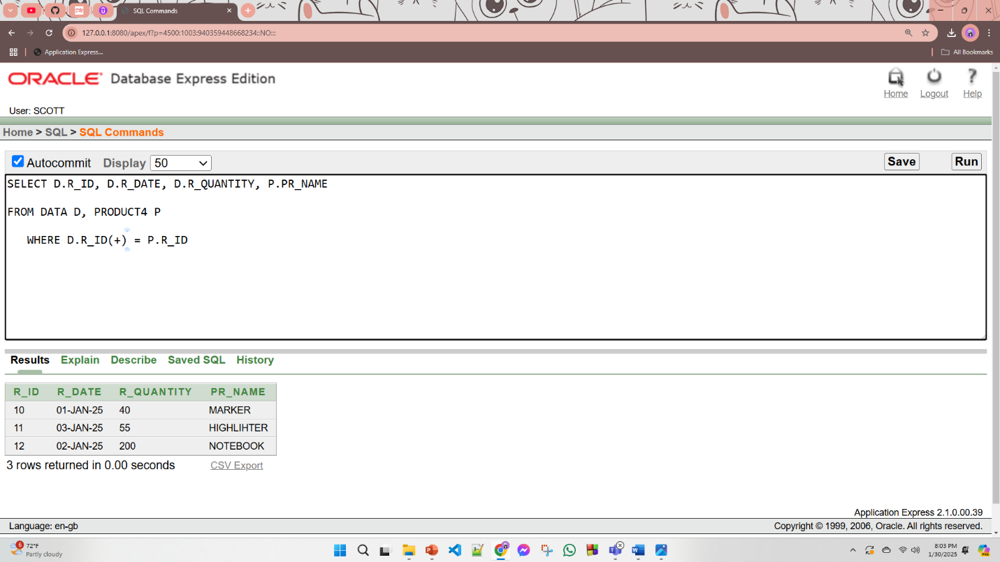 SQL Commands
127.0.0.1:8080/apex/f?p=4500:1003:940359448668234::NO:::
Application Express...
All Bookmarks
ORACLE Database Express Edition
Home
Logout
Help
User: SCOTT
Home > SQL > SQL Commands
Autocommit Display 50
Save
Run
SELECT D.R_ID, D.R_DATE, D.R_QUANTITY, P.PR_NAME
FROM DATA D, PRODUCT4 P
WHERE D.R_ID(+) = P.R_ID
Results Explain Describe Saved SQL History
R_ID R_DATE R_QUANTITY PR_NAME
10 01-JAN-25 40 MARKER
11 03-JAN-25 55 HIGHLIHTER
12 02-JAN-25 200 NOTEBOOK
3 rows returned in 0.00 seconds CSV Export
Application Express 2.1.0.00.39
Language: en-gb Copyright © 1999, 2006, Oracle. All rights reserved.
6
72°F
Partly cloudy
8:03 PM
1/30/2025
PRE